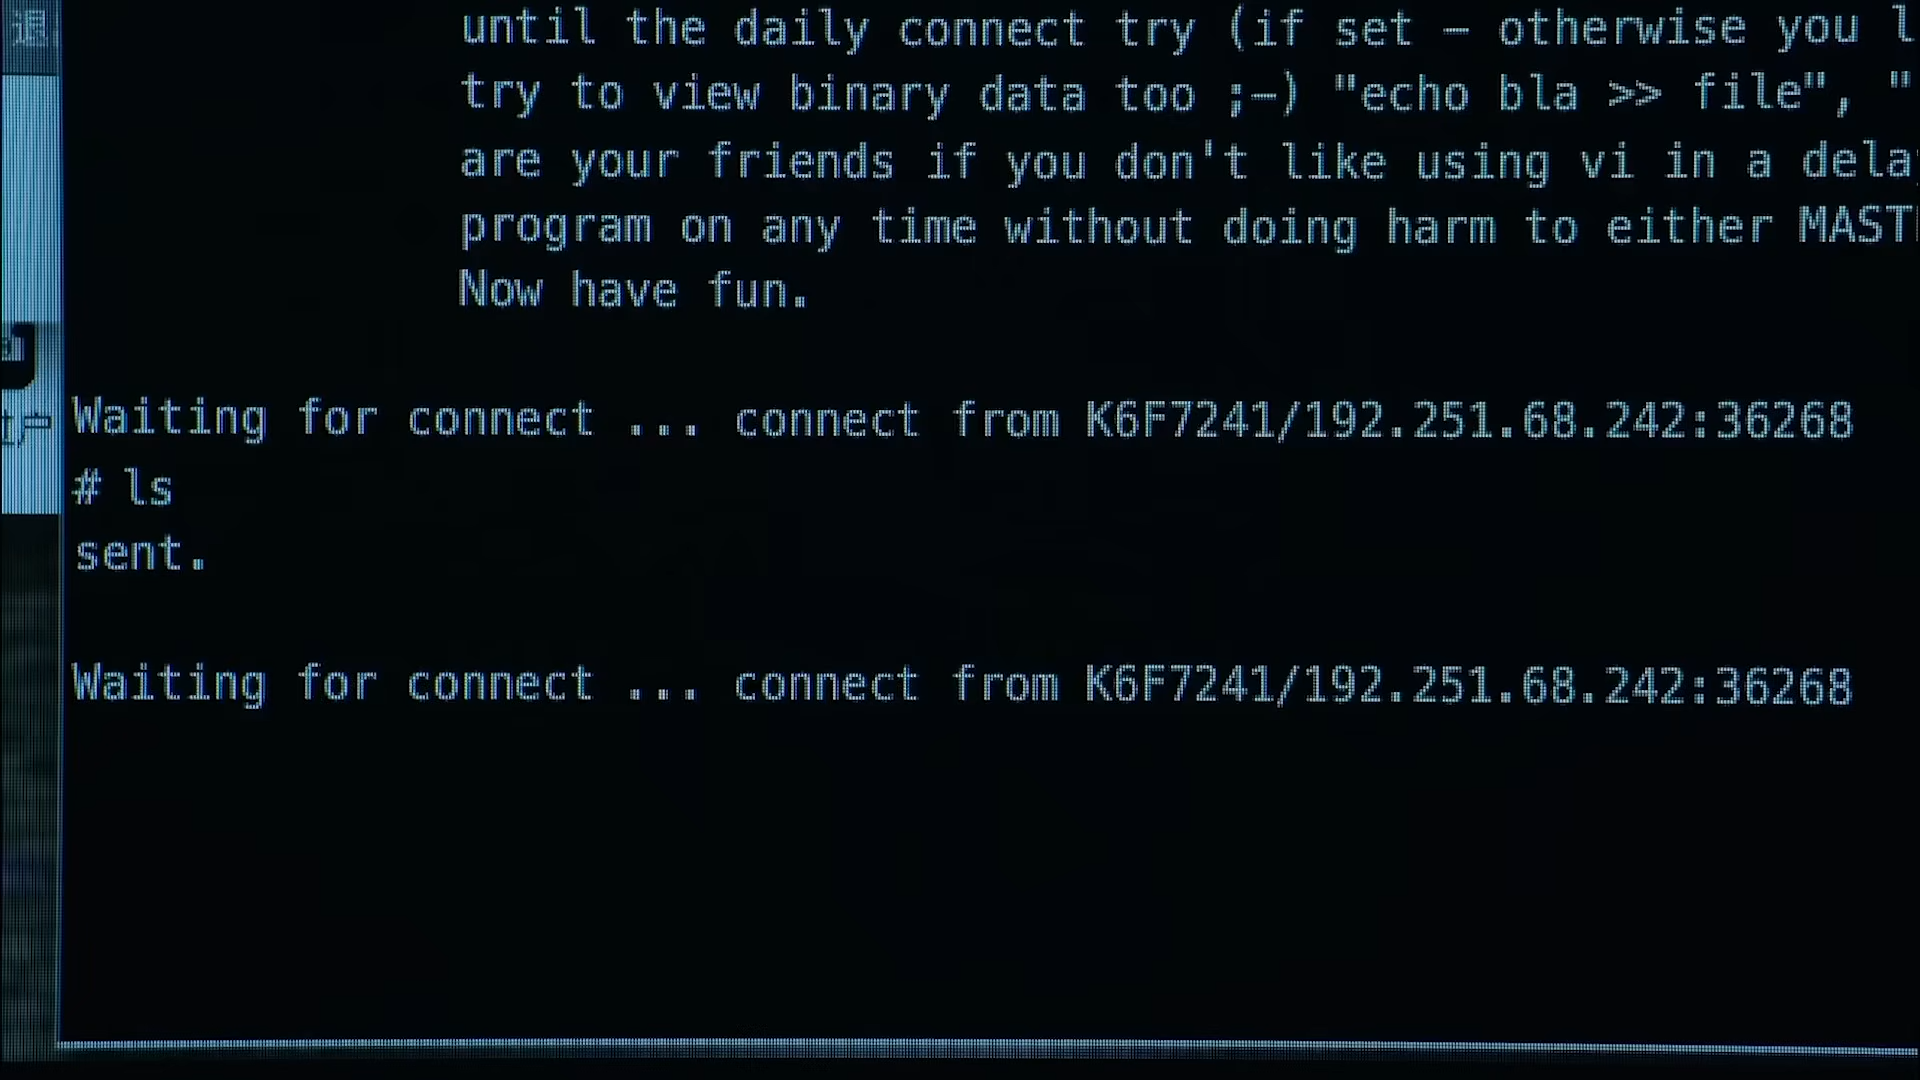 退
until the daily connect try (if set – otherwise you l
try to view binary data too ;-) "echo bla >> file", "
are your friends if you don't like using vi in a dela
program on any time without doing harm to either MAST
Now have fun.
Waiting for connect ... connect from K6F7241/192.251.68.242:36268
# ls
sent.
Waiting for connect ... connect from K6F7241/192.251.68.242:36268